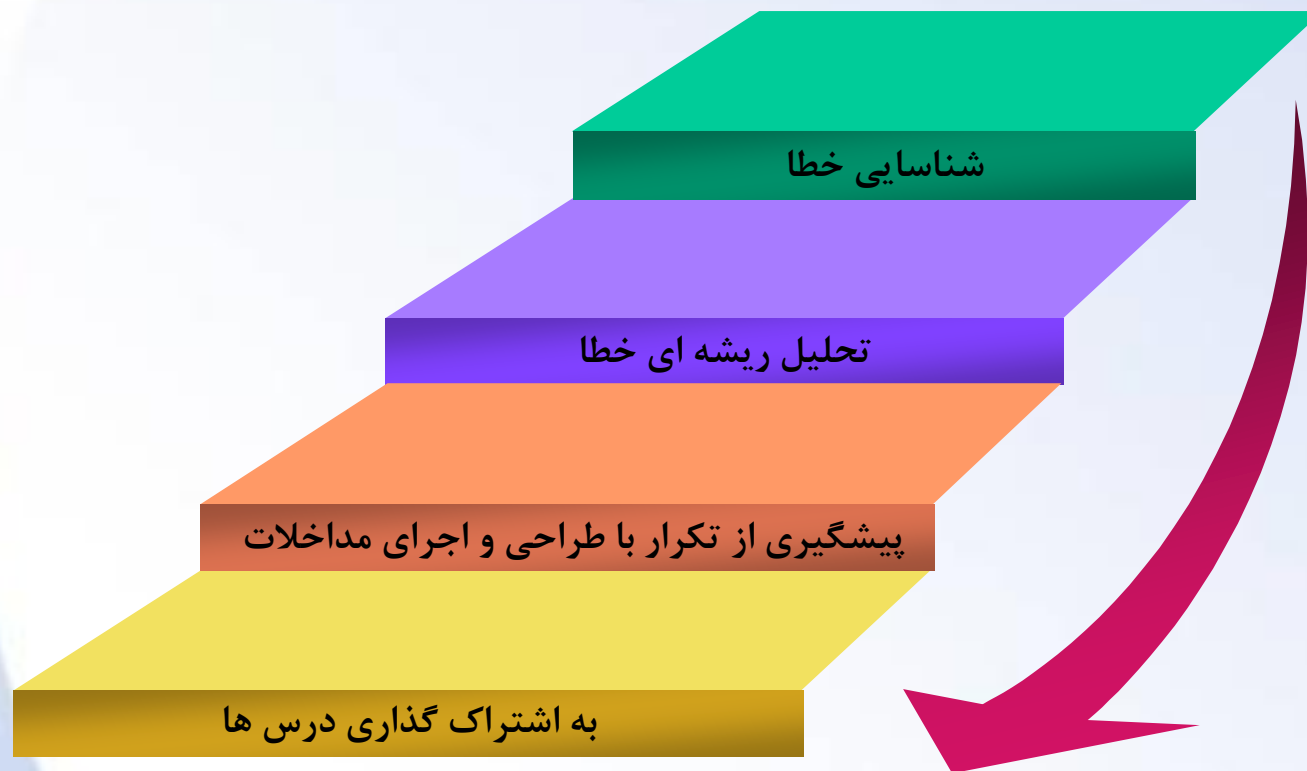 شناسایی خطا
تحلیل ریشه ای خطا
پیشگیری از تکرار با طراحی و اجرای مداخلات
به اشتراک گذاری درس ها